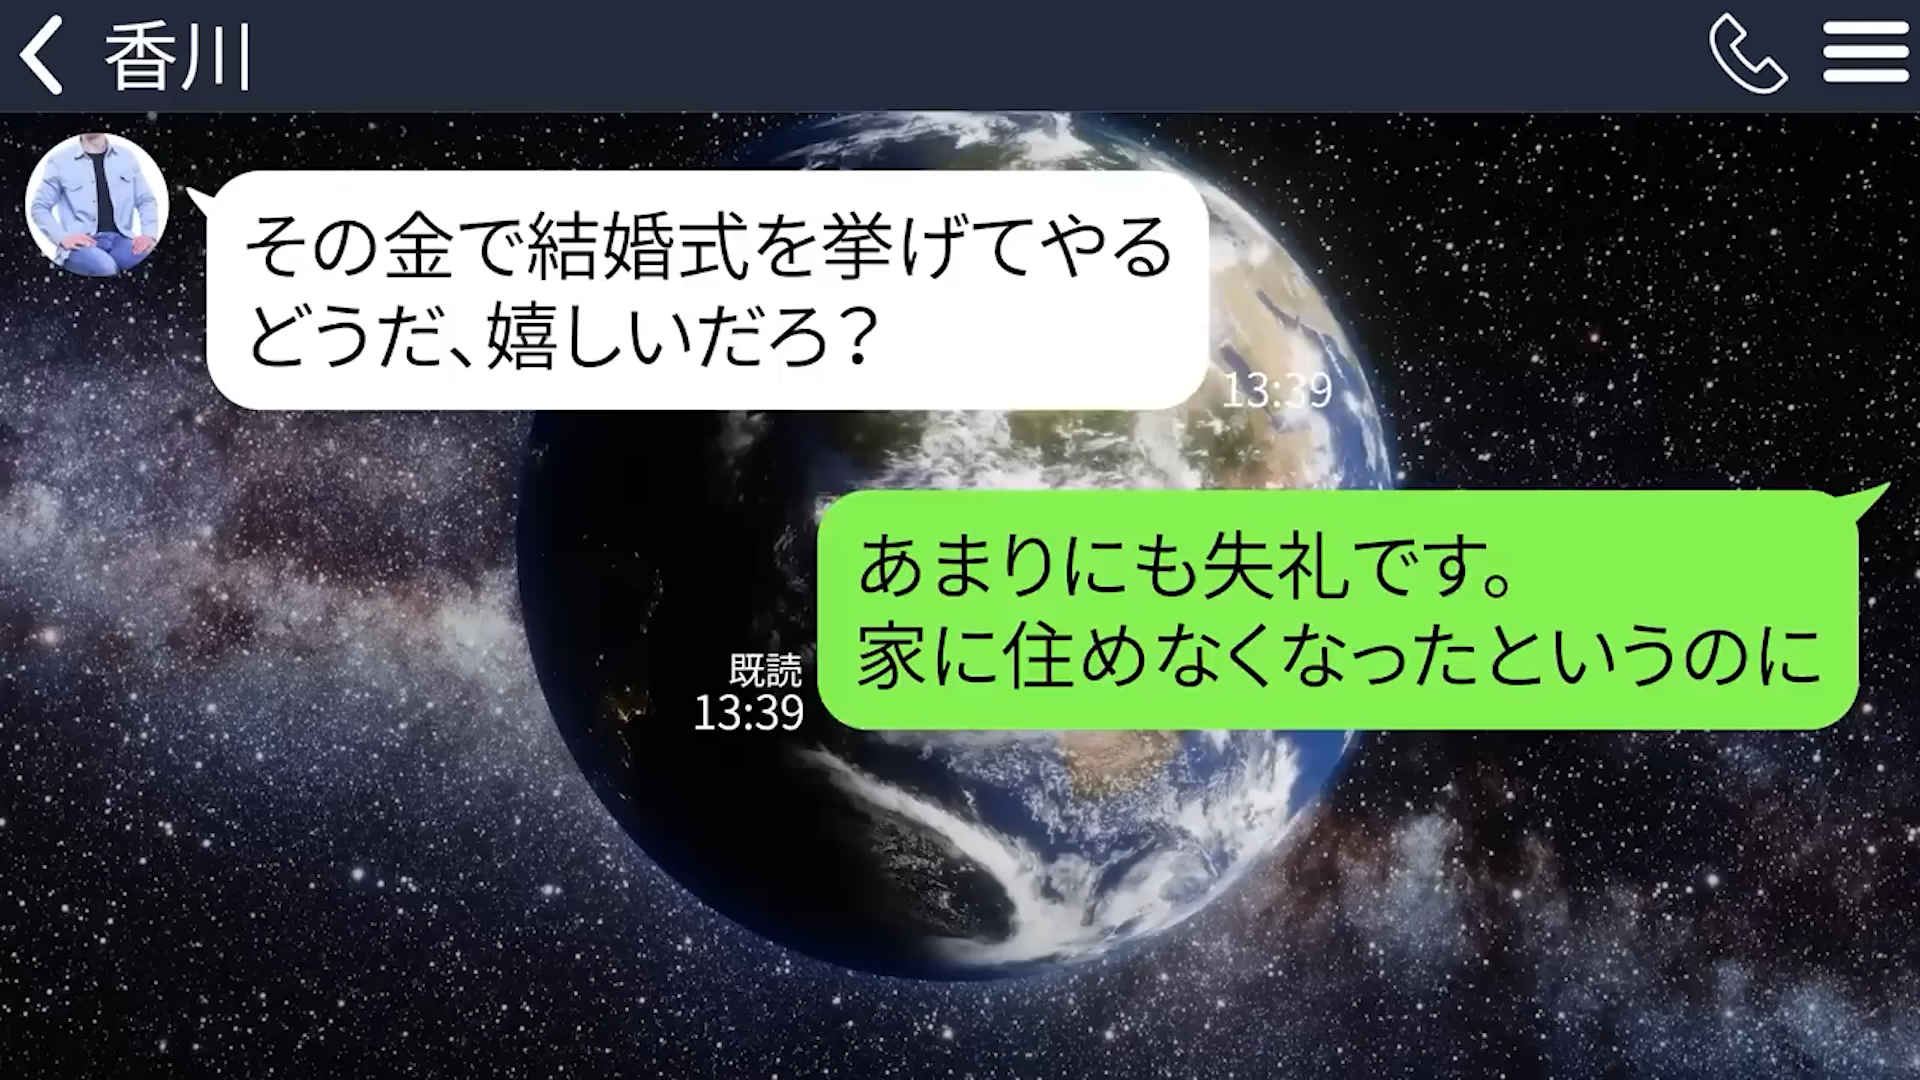 香川
その金で結婚式を挙げてやる
どうだ、嬉しいだろ？
13:39
あまりにも失礼です。
家に住めなくなったというのに
既読
13:39